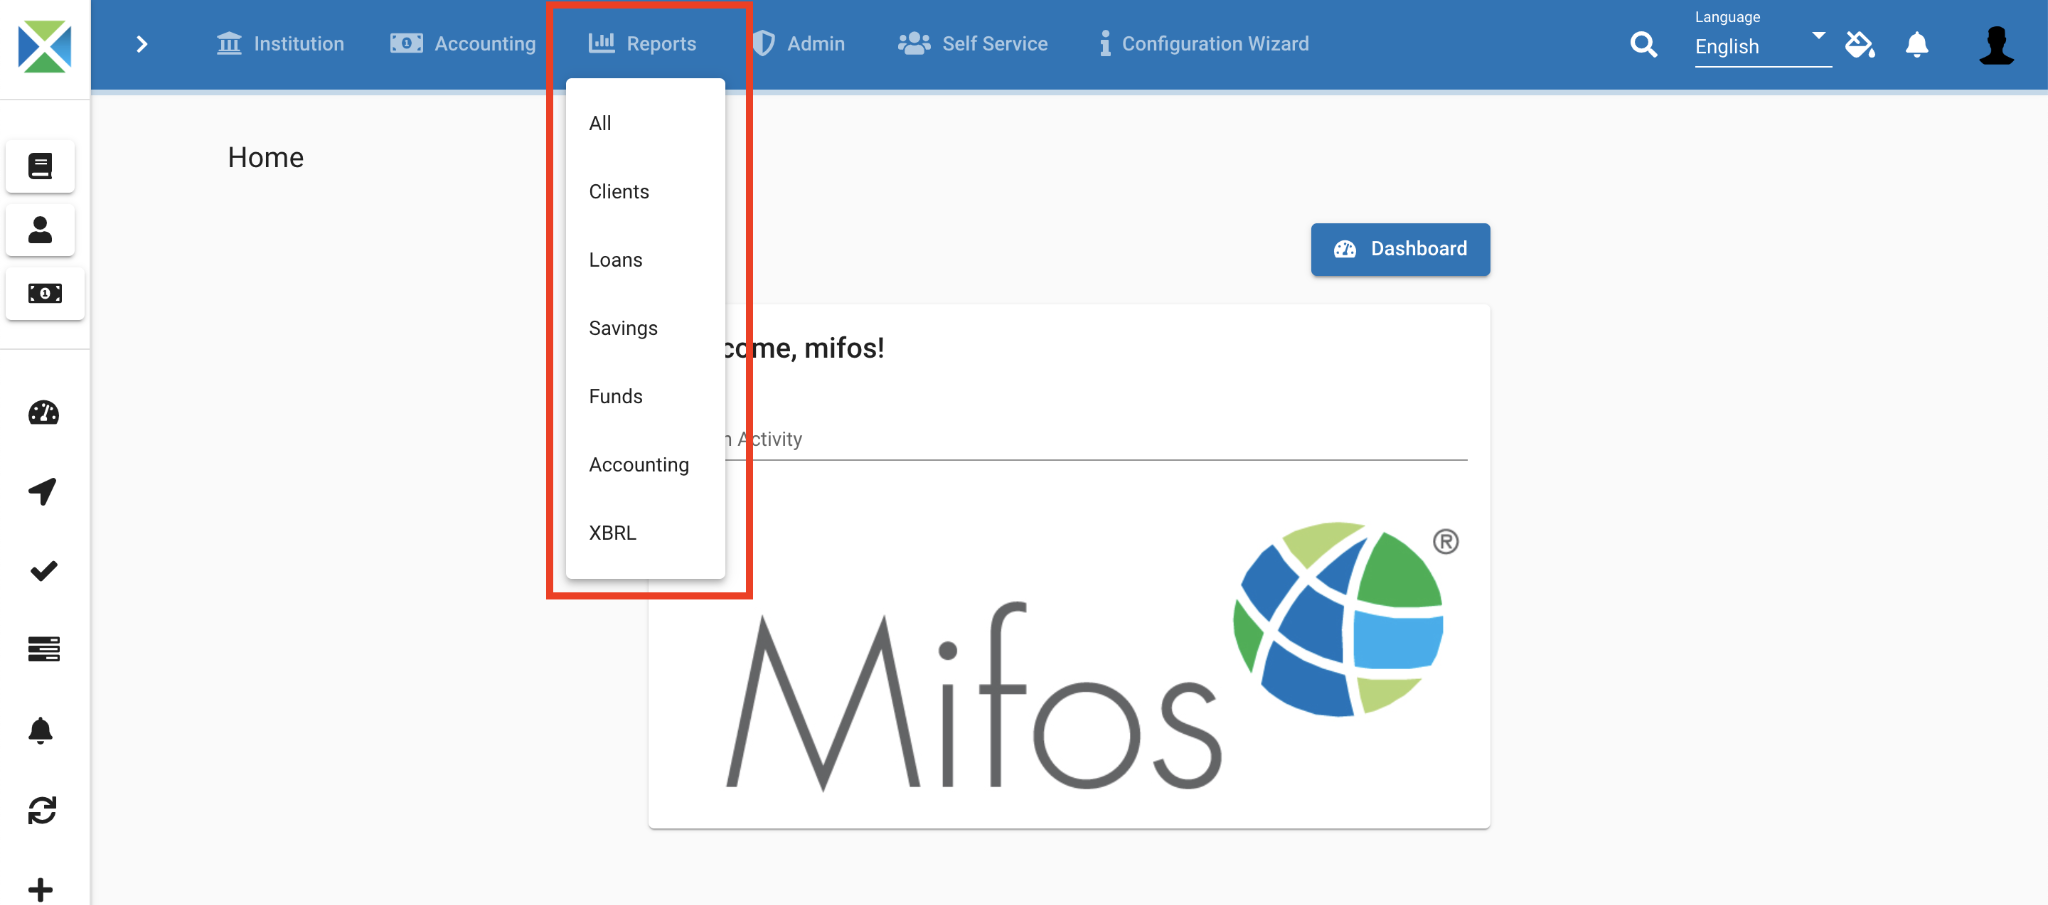 Institution
Accounting
Reports
Admin
Self Service
Configuration Wizard
Language
English
All
Clients
Loans
Savings
Funds
Accounting
XBRL
Home
Dashboard
come, mifos!
n Activity
Mifos®